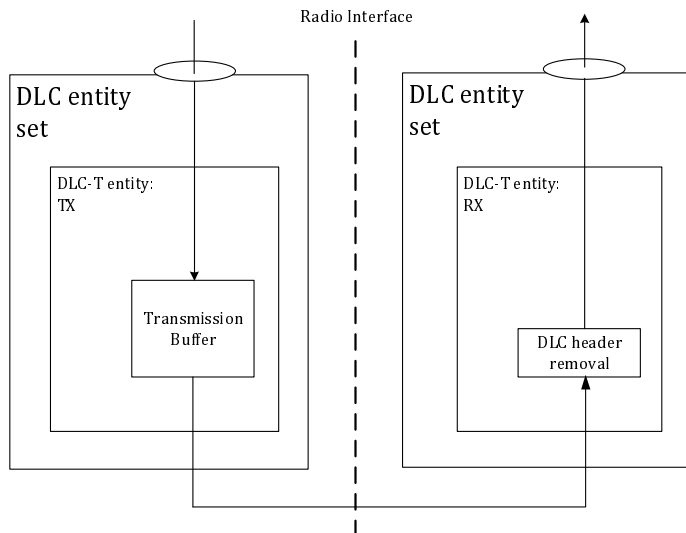 Radio Interface
DLC entity
set
DLC-T entity:
TX
Transmission
Buffer
DLC entity
set
DLC-T entity:
RX
DLC header
removal